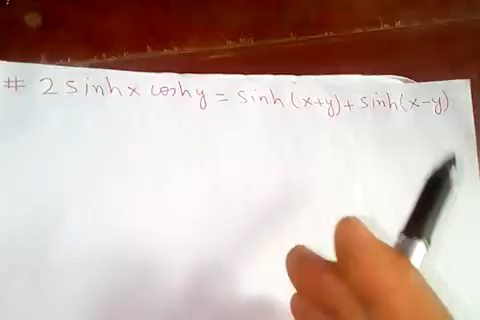 # 2 sinh x cosh y = sinh (x+y) + sinh (x-y).